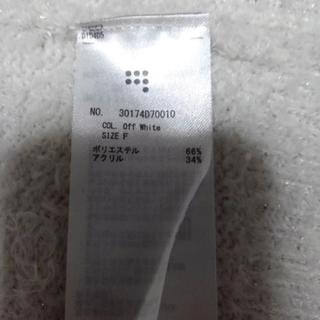 NO. 30174D70010
COL. Off White
SIZE F
ポリエステル 66%
アクリル 34%